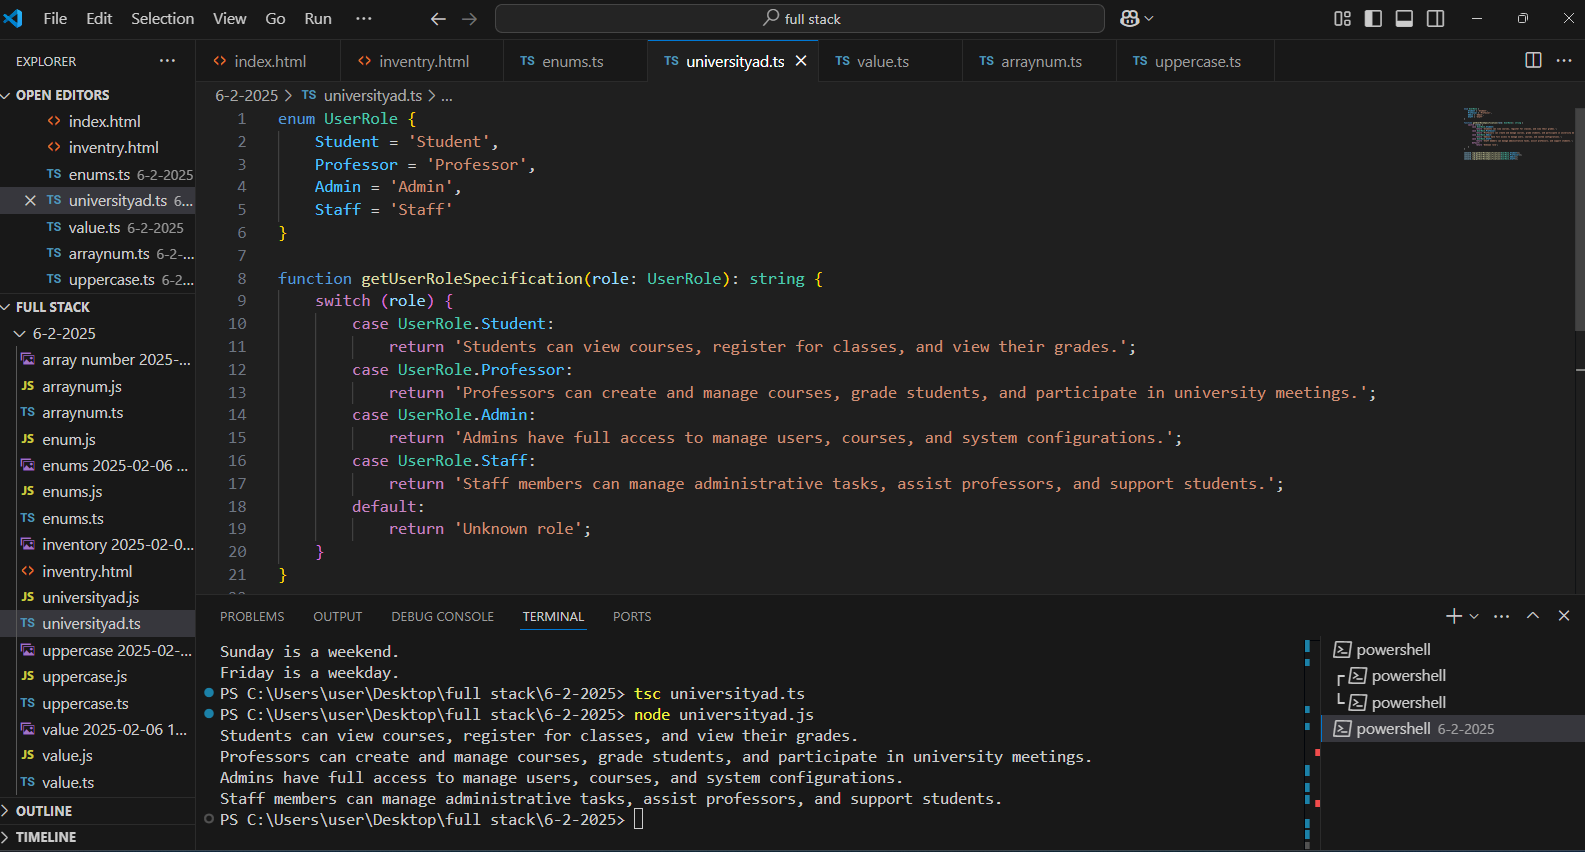 File Edit Selection View Go Run ··· full stack
EXPLORER ···
OPEN EDITORS
index.html
inventry.html
TS enums.ts 6-2-2025
TS universityad.ts 6...
TS value.ts 6-2-2025
TS arraynum.ts 6-2-...
TS uppercase.ts 6-2...
FULL STACK
6-2-2025
array number 2025-...
JS arraynum.js
TS arraynum.ts
JS enum.js
enums 2025-02-06 ...
JS enums.js
TS enums.ts
inventory 2025-02-0...
inventry.html
JS universityad.js
TS universityad.ts
uppercase 2025-02-...
JS uppercase.js
TS uppercase.ts
value 2025-02-06 1...
JS value.js
TS value.ts
OUTLINE
TIMELINE
index.html inventry.html TS enums.ts TS universityad.ts TS value.ts TS arraynum.ts TS uppercase.ts
6-2-2025 > TS universityad.ts > ...
1 enum UserRole {
2 Student = 'Student',
3 Professor = 'Professor',
4 Admin = 'Admin',
5 Staff = 'Staff'
6 }
7
8 function getUserRoleSpecification(role: UserRole): string {
9 switch (role) {
10 case UserRole.Student:
11 return 'Students can view courses, register for classes, and view their grades.';
12 case UserRole.Professor:
13 return 'Professors can create and manage courses, grade students, and participate in university meetings.';
14 case UserRole.Admin:
15 return 'Admins have full access to manage users, courses, and system configurations.';
16 case UserRole.Staff:
17 return 'Staff members can manage administrative tasks, assist professors, and support students.';
18 default:
19 return 'Unknown role';
20 }
21 }
PROBLEMS OUTPUT DEBUG CONSOLE TERMINAL PORTS
Sunday is a weekend.
Friday is a weekday.
PS C:\Users\user\Desktop\full stack\6-2-2025> tsc universityad.ts
PS C:\Users\user\Desktop\full stack\6-2-2025> node universityad.js
Students can view courses, register for classes, and view their grades.
Professors can create and manage courses, grade students, and participate in university meetings.
Admins have full access to manage users, courses, and system configurations.
Staff members can manage administrative tasks, assist professors, and support students.
PS C:\Users\user\Desktop\full stack\6-2-2025>
powershell
powershell
powershell
powershell 6-2-2025